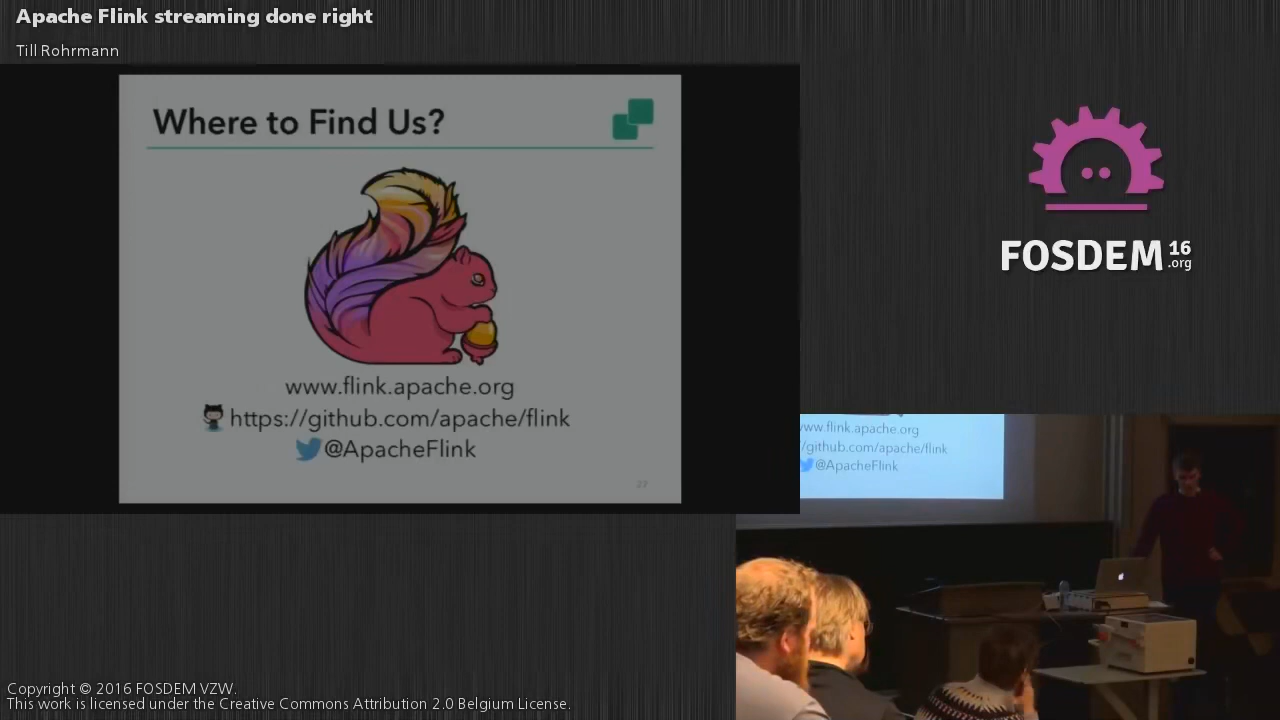 Apache Flink streaming done right
Till Rohrmann
Where to Find Us?
www.flink.apache.org
https://github.com/apache/flink
@ApacheFlink
27
FOSDEM 16
.org
www.flink.apache.org
/github.com/apache/flink
@ApacheFlink
Copyright © 2016 FOSDEM VZW.
This work is licensed under the Creative Commons Attribution 2.0 Belgium License.